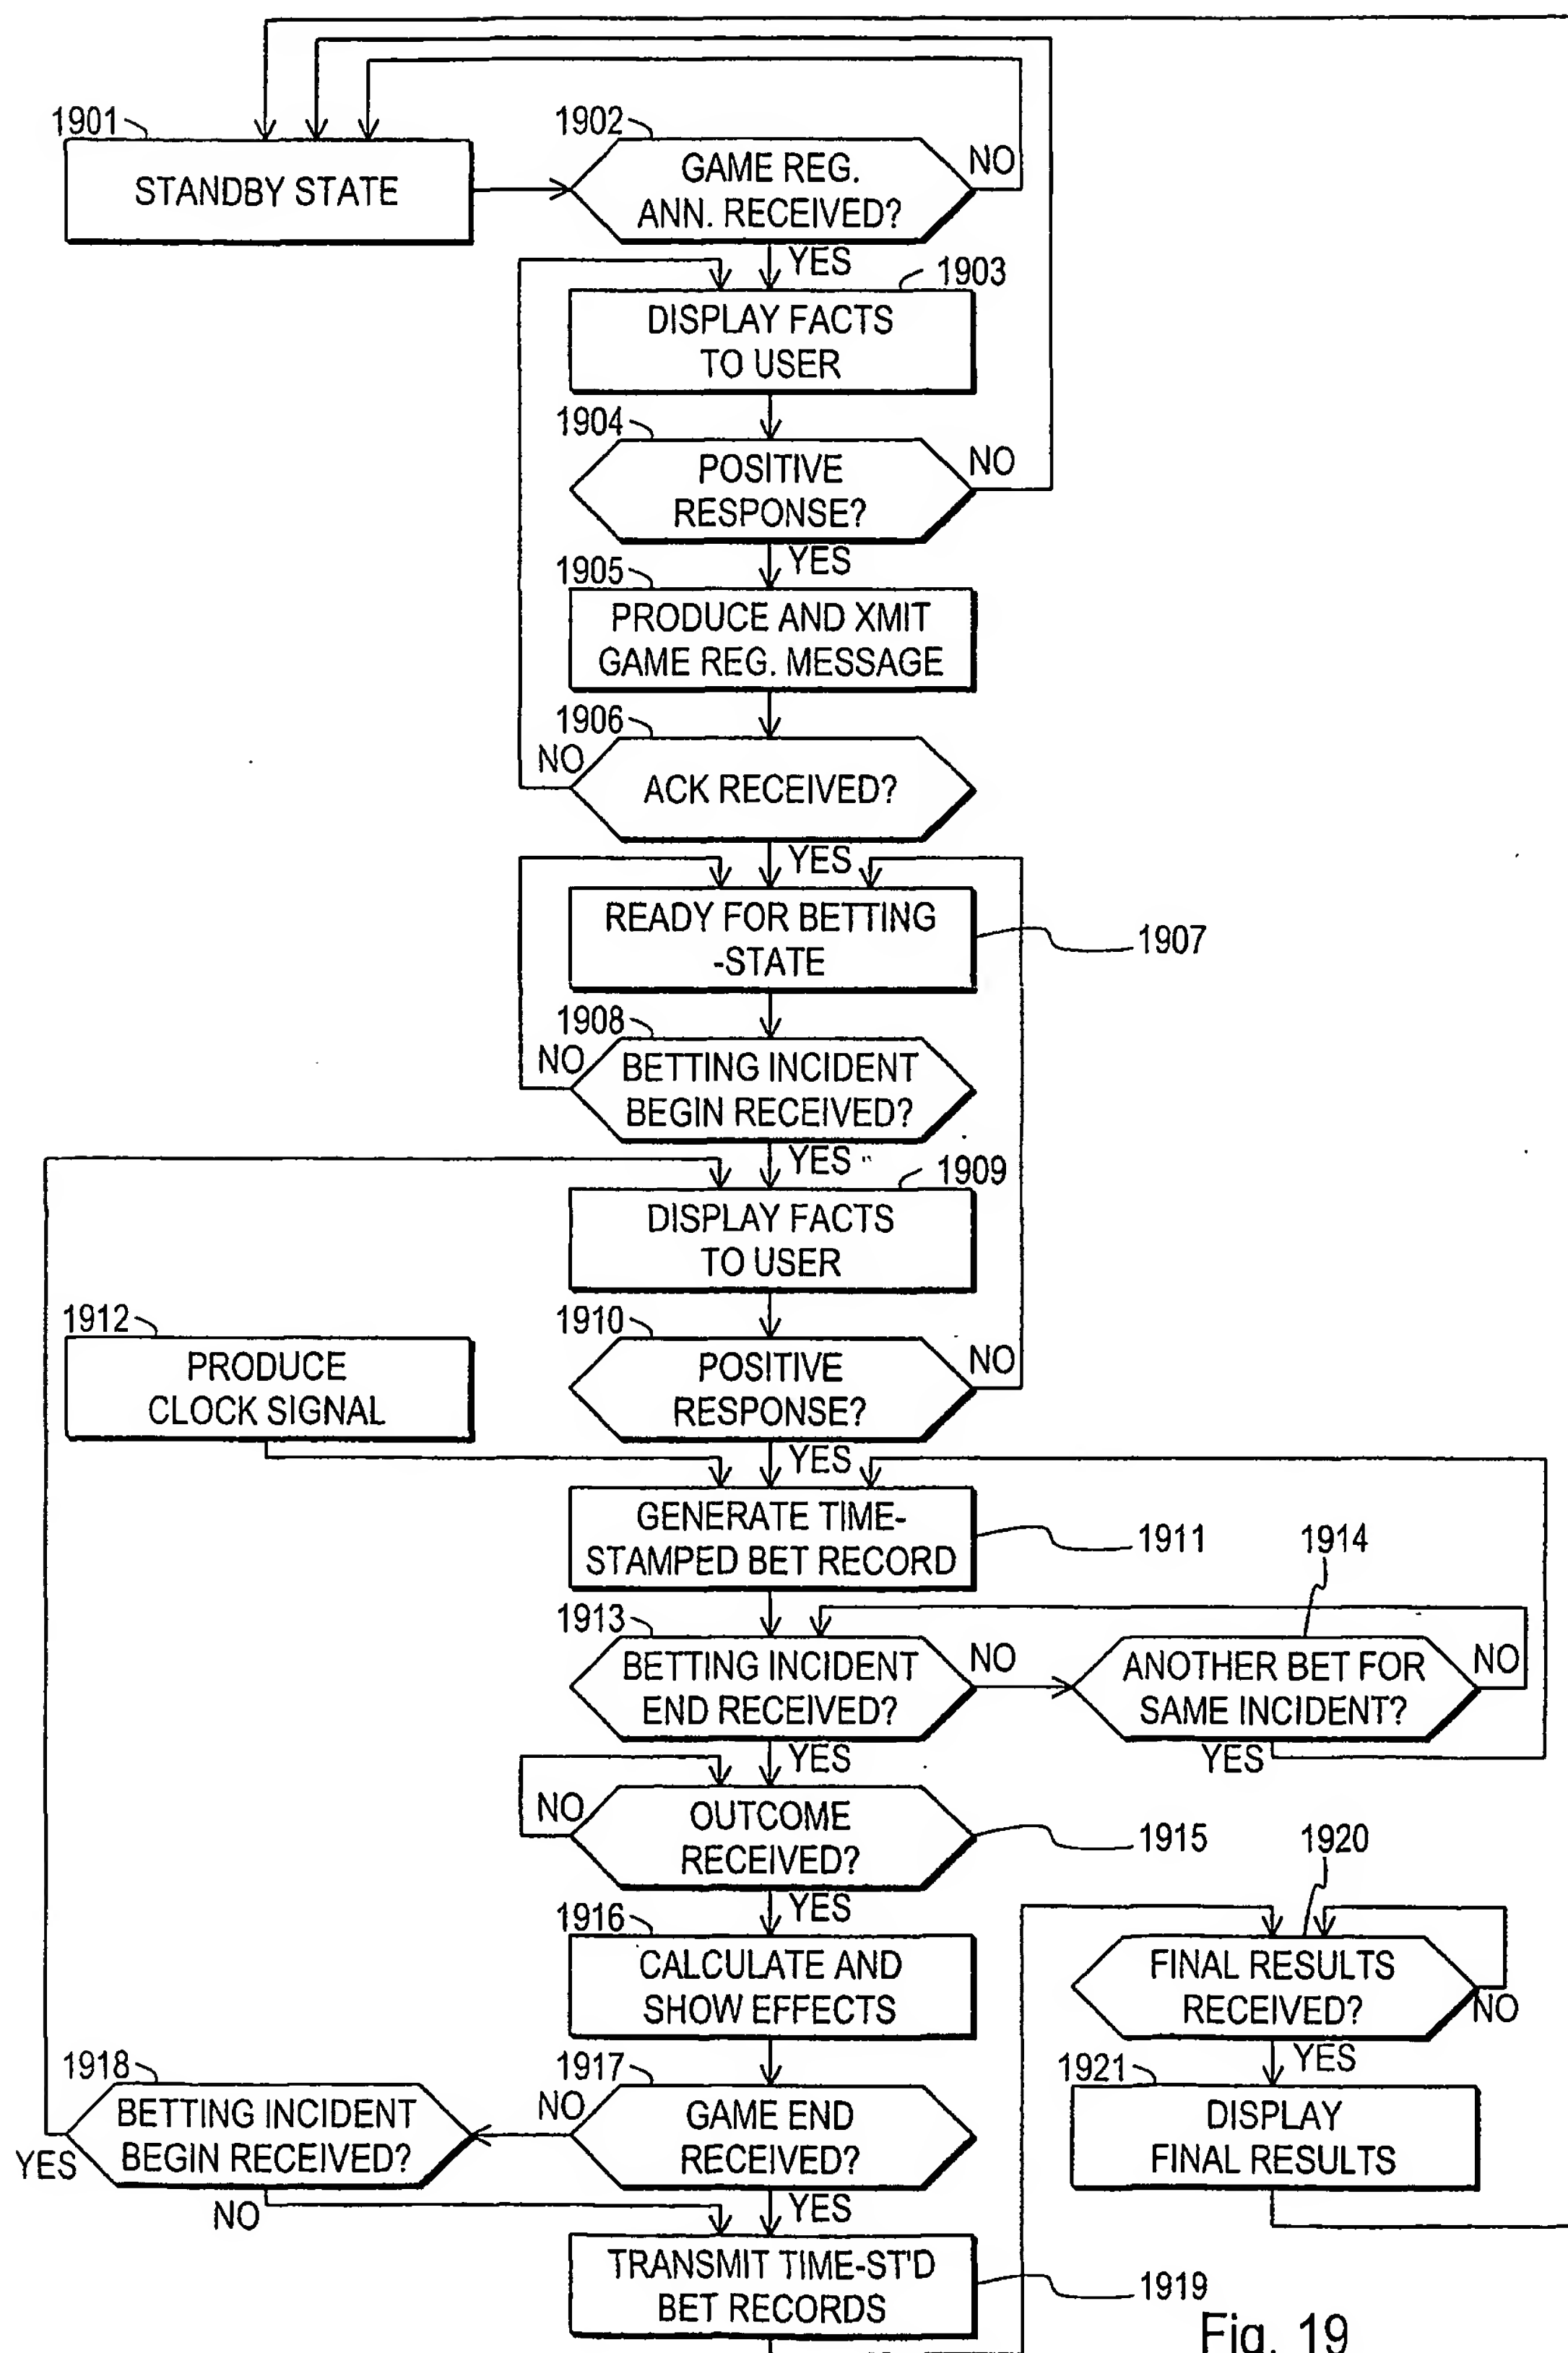 1901
STANDBY STATE
1902
GAME REG.
ANN. RECEIVED?
NO
YES
1903
DISPLAY FACTS
TO USER
1904
POSITIVE
RESPONSE?
NO
YES
1905
PRODUCE AND XMIT
GAME REG. MESSAGE
1906
NO
ACK RECEIVED?
YES
READY FOR BETTING
-STATE
1907
1908
NO
BETTING INCIDENT
BEGIN RECEIVED?
YES
1909
DISPLAY FACTS
TO USER
1912
PRODUCE
CLOCK SIGNAL
1910
POSITIVE
RESPONSE?
NO
YES
GENERATE TIME-
STAMPED BET RECORD
1911
1914
1913
BETTING INCIDENT
END RECEIVED?
NO
ANOTHER BET FOR
SAME INCIDENT?
NO
YES
YES
NO
OUTCOME
RECEIVED?
1915
1920
YES
1916
CALCULATE AND
SHOW EFFECTS
FINAL RESULTS
RECEIVED?
NO
YES
1921
DISPLAY
FINAL RESULTS
1918
BETTING INCIDENT
BEGIN RECEIVED?
YES
NO
1917
NO
GAME END
RECEIVED?
YES
TRANSMIT TIME-ST'D
BET RECORDS
1919
Fig. 19